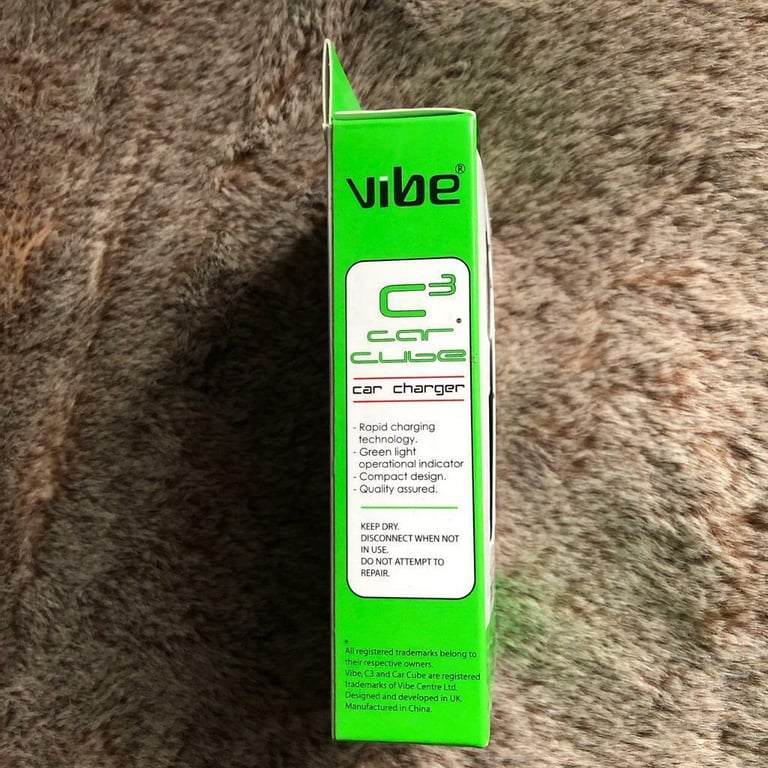 vibe®
C³
car
cube
car charger
- Rapid charging
technology.
- Green light
operational indicator
- Compact design.
- Quality assured.
KEEP DRY.
DISCONNECT WHEN NOT
IN USE.
DO NOT ATTEMPT TO
REPAIR.
*
All registered trademarks belong to
their respective owners.
Vibe, C3 and Car Cube are registered
trademarks of Vibe Centre Ltd.
Designed and developed in UK.
Manufactured in China.